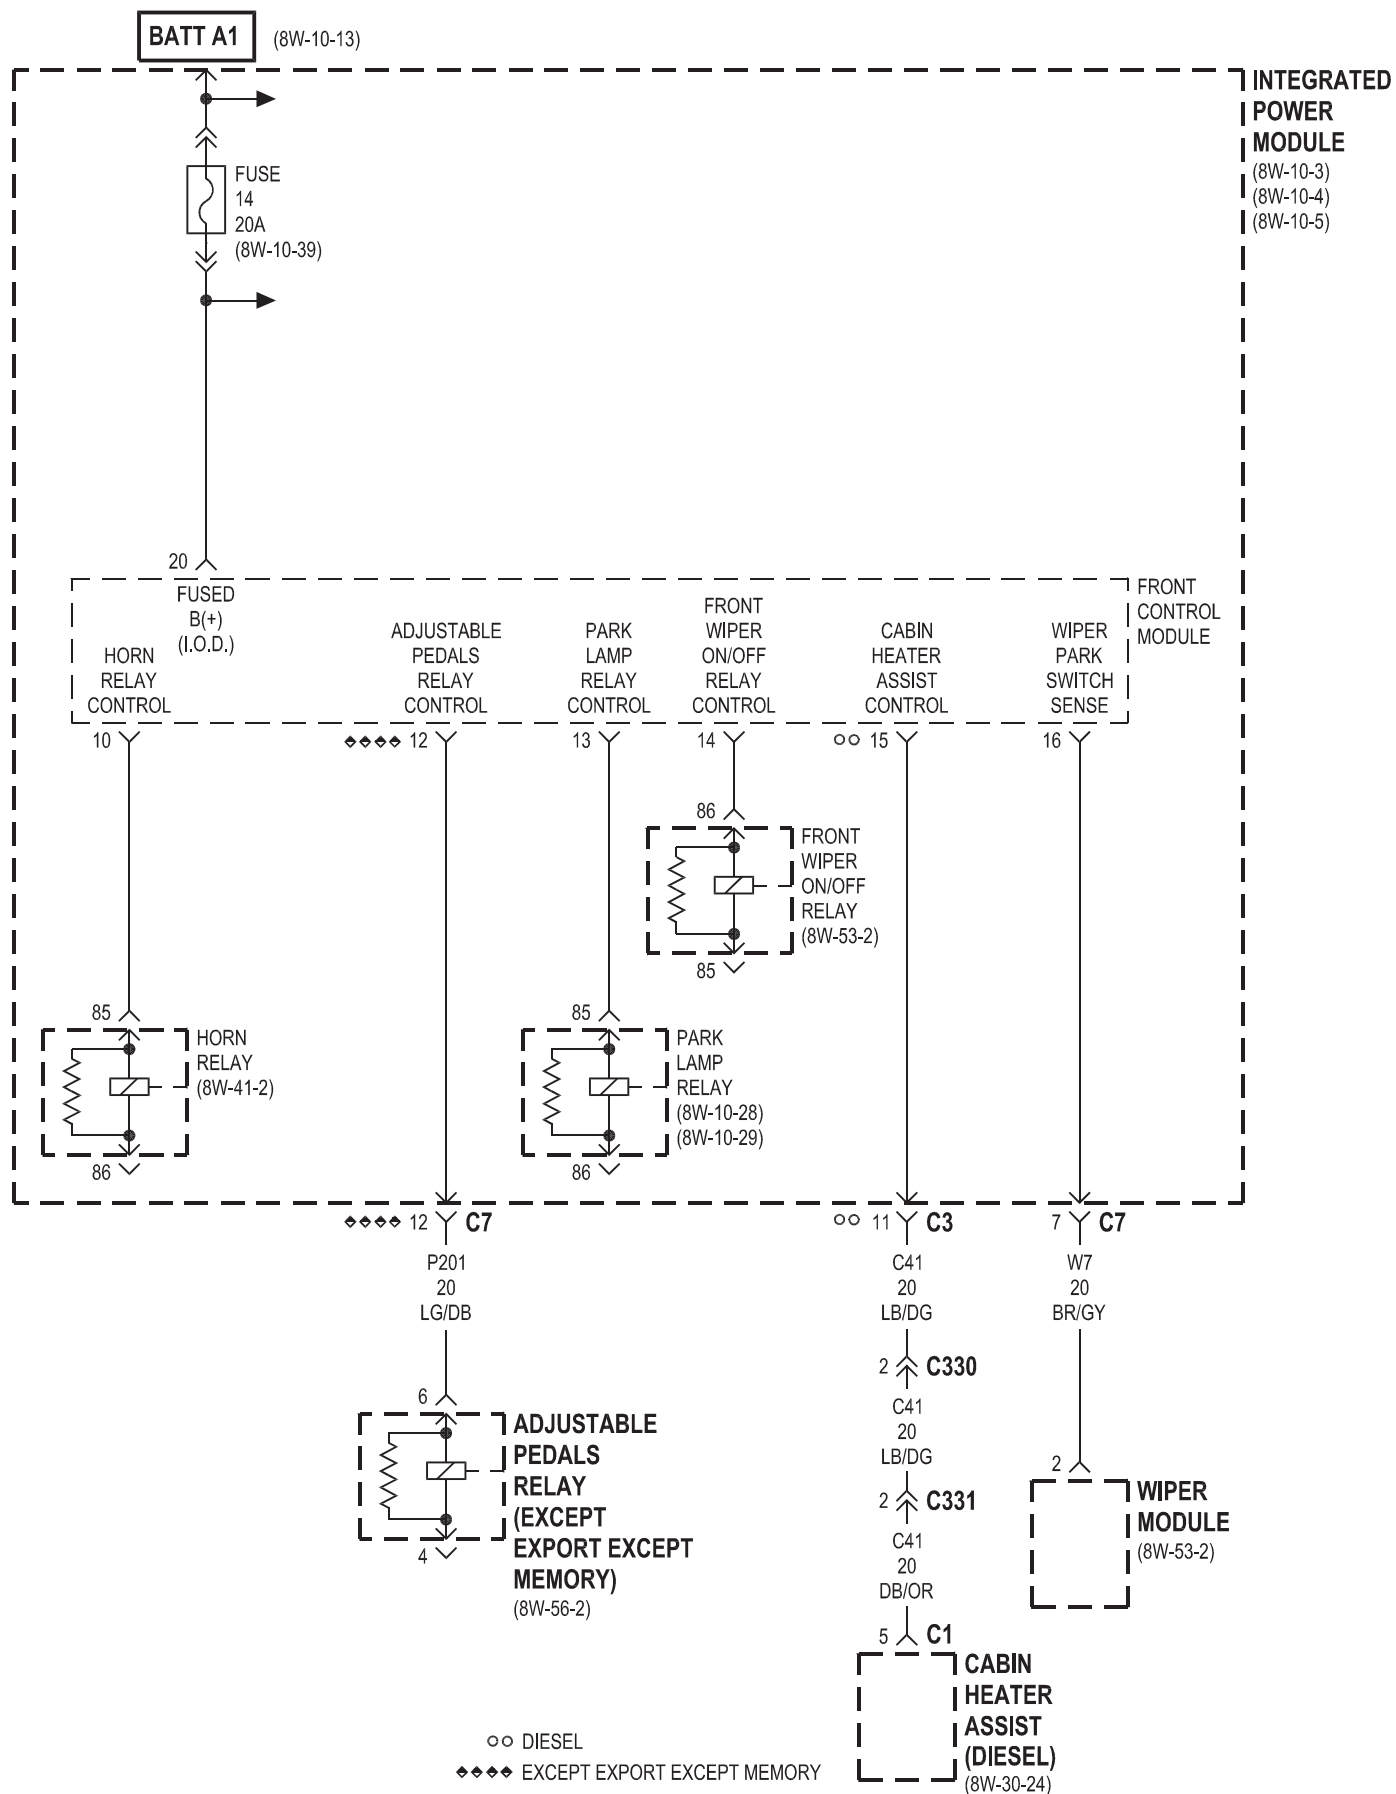 BATT A1 (8W-10-13)
INTEGRATED
POWER
MODULE
(8W-10-3)
(8W-10-4)
(8W-10-5)
FUSE
14
20A
(8W-10-39)
20
FUSED
B(+)
(I.O.D.)
FRONT
CONTROL
MODULE
HORN
RELAY
CONTROL
ADJUSTABLE
PEDALS
RELAY
CONTROL
PARK
LAMP
RELAY
CONTROL
FRONT
WIPER
ON/OFF
RELAY
CONTROL
CABIN
HEATER
ASSIST
CONTROL
WIPER
PARK
SWITCH
SENSE
10
12
13
14
15
16
86
FRONT
WIPER
ON/OFF
RELAY
(8W-53-2)
85
85
HORN
RELAY
(8W-41-2)
86
85
PARK
LAMP
RELAY
(8W-10-28)
(8W-10-29)
86
12 C7
P201
20
LG/DB
6
ADJUSTABLE
PEDALS
RELAY
(EXCEPT
EXPORT EXCEPT
MEMORY)
(8W-56-2)
4
11 C3
C41
20
LB/DG
2 C330
C41
20
LB/DG
2 C331
C41
20
DB/OR
5 C1
CABIN
HEATER
ASSIST
(DIESEL)
(8W-30-24)
7 C7
W7
20
BR/GY
2
WIPER
MODULE
(8W-53-2)
DIESEL
EXCEPT EXPORT EXCEPT MEMORY